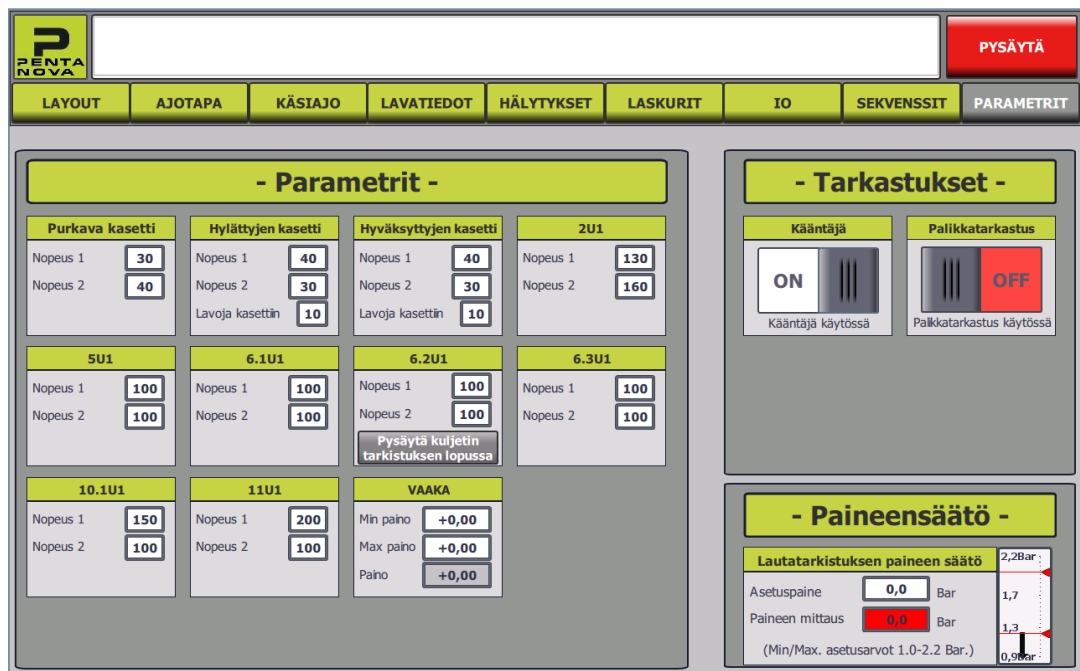 P
PENTA
NOVA
PYSÄYTÄ
LAYOUT AJOTAPA KÄSIAJO LAVATIEDOT HÄLYTYKSET LASKURIT IO SEKVENSSIT PARAMETRIT
- Parametrit -
Purkava kasetti
Nopeus 1 30
Nopeus 2 40
Hylättyjen kasetti
Nopeus 1 40
Nopeus 2 30
Lavoja kasettiin 10
Hyväksyttyjen kasetti
Nopeus 1 40
Nopeus 2 30
Lavoja kasettiin 10
2U1
Nopeus 1 130
Nopeus 2 160
5U1
Nopeus 1 100
Nopeus 2 100
6.1U1
Nopeus 1 100
Nopeus 2 100
6.2U1
Nopeus 1 100
Nopeus 2 100
Pysäytä kuljetin
tarkistuksen lopussa
6.3U1
Nopeus 1 100
Nopeus 2 100
10.1U1
Nopeus 1 150
Nopeus 2 100
11U1
Nopeus 1 200
Nopeus 2 100
VAAKA
Min paino +0,00
Max paino +0,00
Paino +0,00
- Tarkastukset -
Kääntäjä
ON
Kääntäjä käytössä
Palikkatarkastus
OFF
Palikkatarkastus käytössä
- Paineensäätö -
Lautatarkistuksen paineen säätö
Asetuspaine 0,0 Bar
Paineen mittaus 0,0 Bar
(Min/Max. asetusarvot 1.0-2.2 Bar.)
2,2Bar
1,7
1,3
0,9Bar